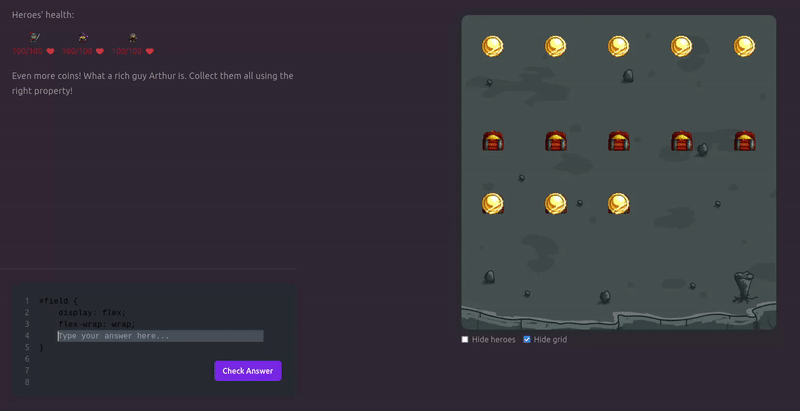 Heroes' health:
100/100 100/100 100/100
Even more coins! What a rich guy Arthur is. Collect them all using the
right property!
1 #field {
2 display: flex;
3 flex-wrap: wrap;
4 Type your answer here...
5 }
6
7
8
Check Answer
Hide heroes Hide grid